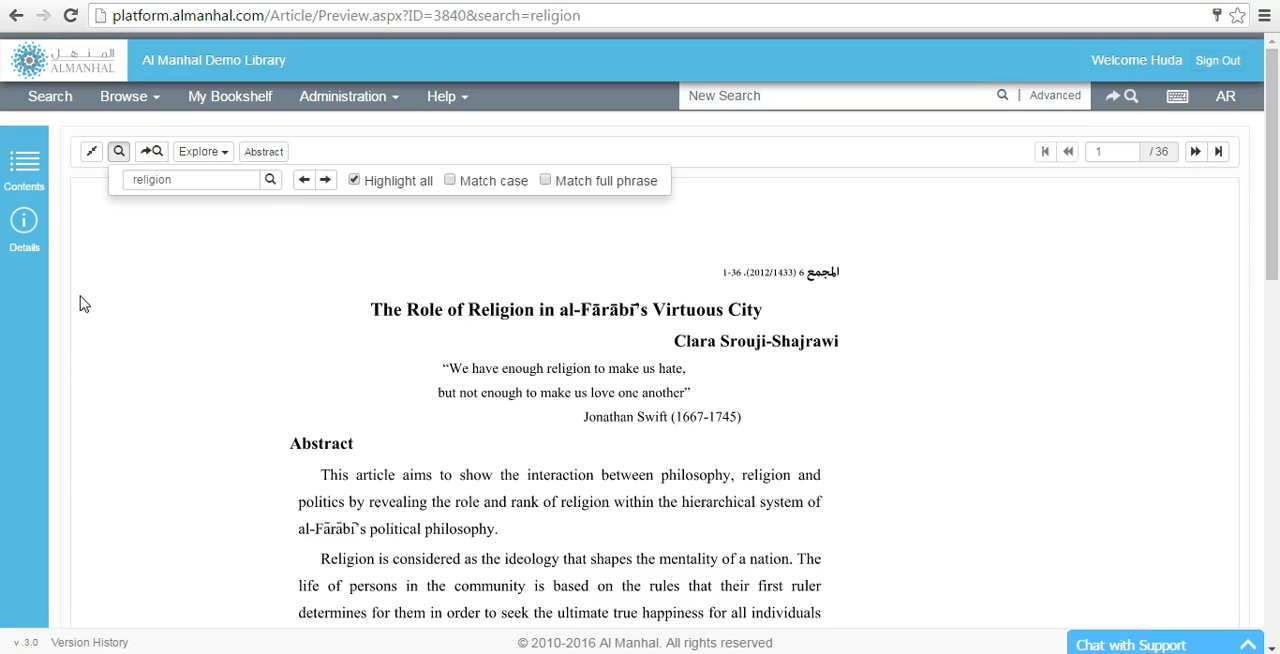 platform.almanhal.com/Article/Preview.aspx?ID=3840&search=religion
المنهل
ALMANHAL
Al Manhal Demo Library
Welcome Huda
Sign Out
Search
Browse
My Bookshelf
Administration
Help
New Search
Advanced
AR
Contents
Details
Explore
Abstract
1
/ 36
religion
Highlight all
Match case
Match full phrase
المجمع 6 (2012/1433)، 36-1
The Role of Religion in al-Fārābī’s Virtuous City
Clara Srouji-Shajrawi
“We have enough religion to make us hate,
but not enough to make us love one another”
Jonathan Swift (1667-1745)
Abstract
This article aims to show the interaction between philosophy, religion and
politics by revealing the role and rank of religion within the hierarchical system of
al-Fārābī’s political philosophy.
Religion is considered as the ideology that shapes the mentality of a nation. The
life of persons in the community is based on the rules that their first ruler
determines for them in order to seek the ultimate true happiness for all individuals
v .3.0
Version History
© 2010-2016 Al Manhal. All rights reserved
Chat with Support